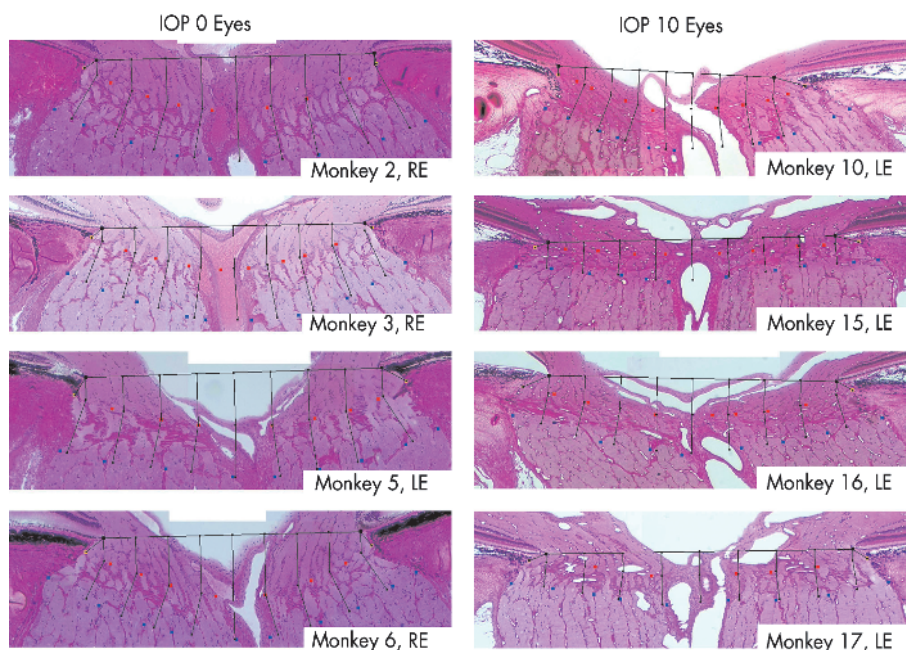 IOP 0 Eyes
IOP 10 Eyes
Monkey 2, RE
Monkey 10, LE
Monkey 3, RE
Monkey 15, LE
Monkey 5, LE
Monkey 16, LE
Monkey 6, RE
Monkey 17, LE